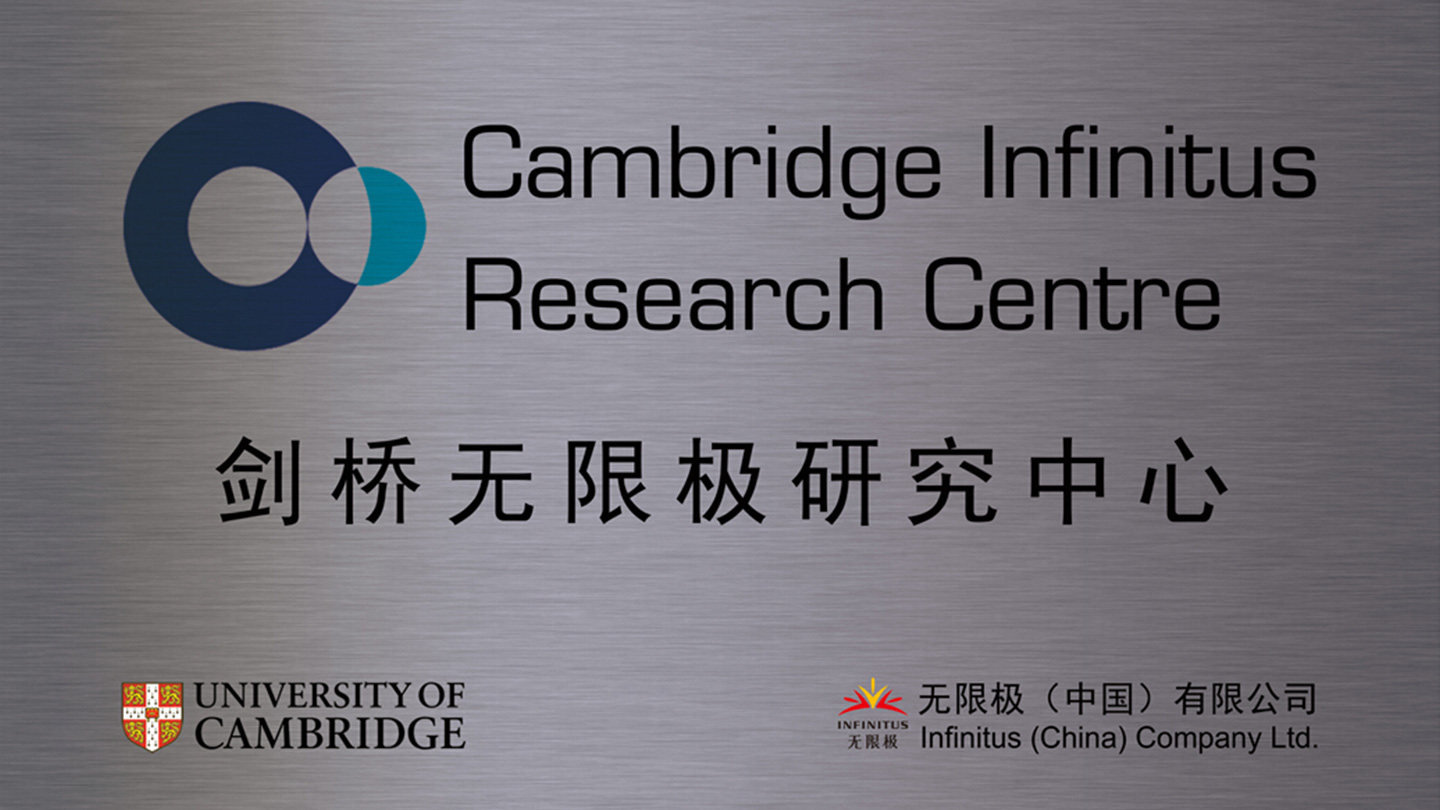 Cambridge Infinitus
Research Centre
剑桥无限极研究中心
UNIVERSITY OF
CAMBRIDGE
INFINITUS
无限极
无限极（中国）有限公司
Infinitus (China) Company Ltd.